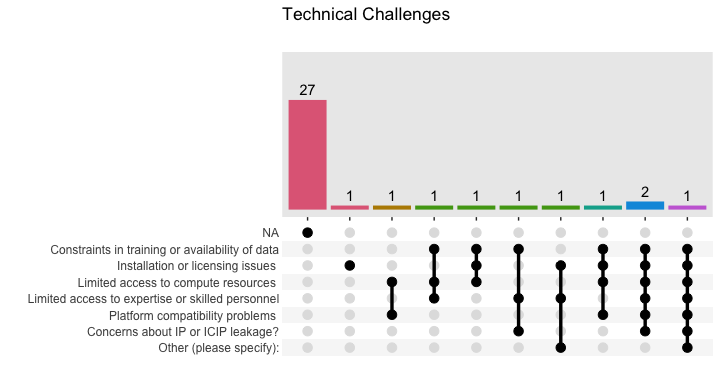 Technical Challenges
27
1
1
1
1
1
1
1
2
1
NA
Constraints in training or availability of data
Installation or licensing issues
Limited access to compute resources
Limited access to expertise or skilled personnel
Platform compatibility problems
Concerns about IP or ICIP leakage?
Other (please specify):